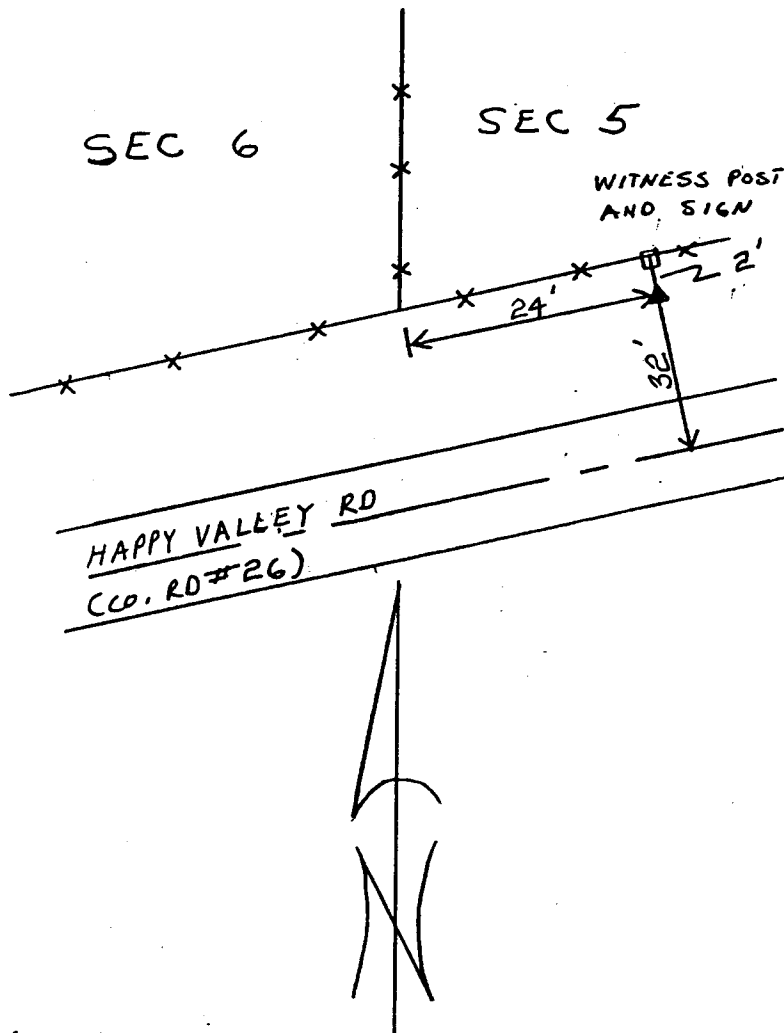 SEC 6
SEC 5
WITNESS POST
AND SIGN
2'
24'
32'
HAPPY VALLEY RD
(CO. RD #26)
N